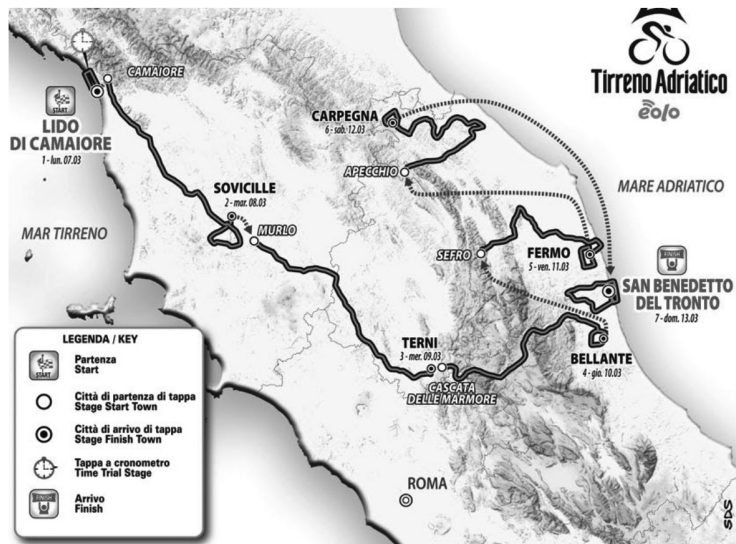 Tirreno Adriatico
eolo
CAMAIORE
START
LIDO
DI CAMAIORE
1 - lun. 07.03
CARPEGNA
6 - sab. 12.03
APECCHIO
MARE ADRIATICO
SOVICILLE
2 - mar. 08.03
MURLO
MAR TIRRENO
SEFRO
FERMO
5 - ven. 11.03
FINISH
SAN BENEDETTO
DEL TRONTO
7 - dom. 13.03
TERNI
3 - mer. 09.03
CASCATA
DELLE MARMORE
BELLANTE
4 - gio. 10.03
ROMA
LEGENDA / KEY
START
Partenza
Start
Città di partenza di tappa
Stage Start Town
Città di arrivo di tappa
Stage Finish Town
Tappa a cronometro
Time Trial Stage
FINISH
Arrivo
Finish
SDS